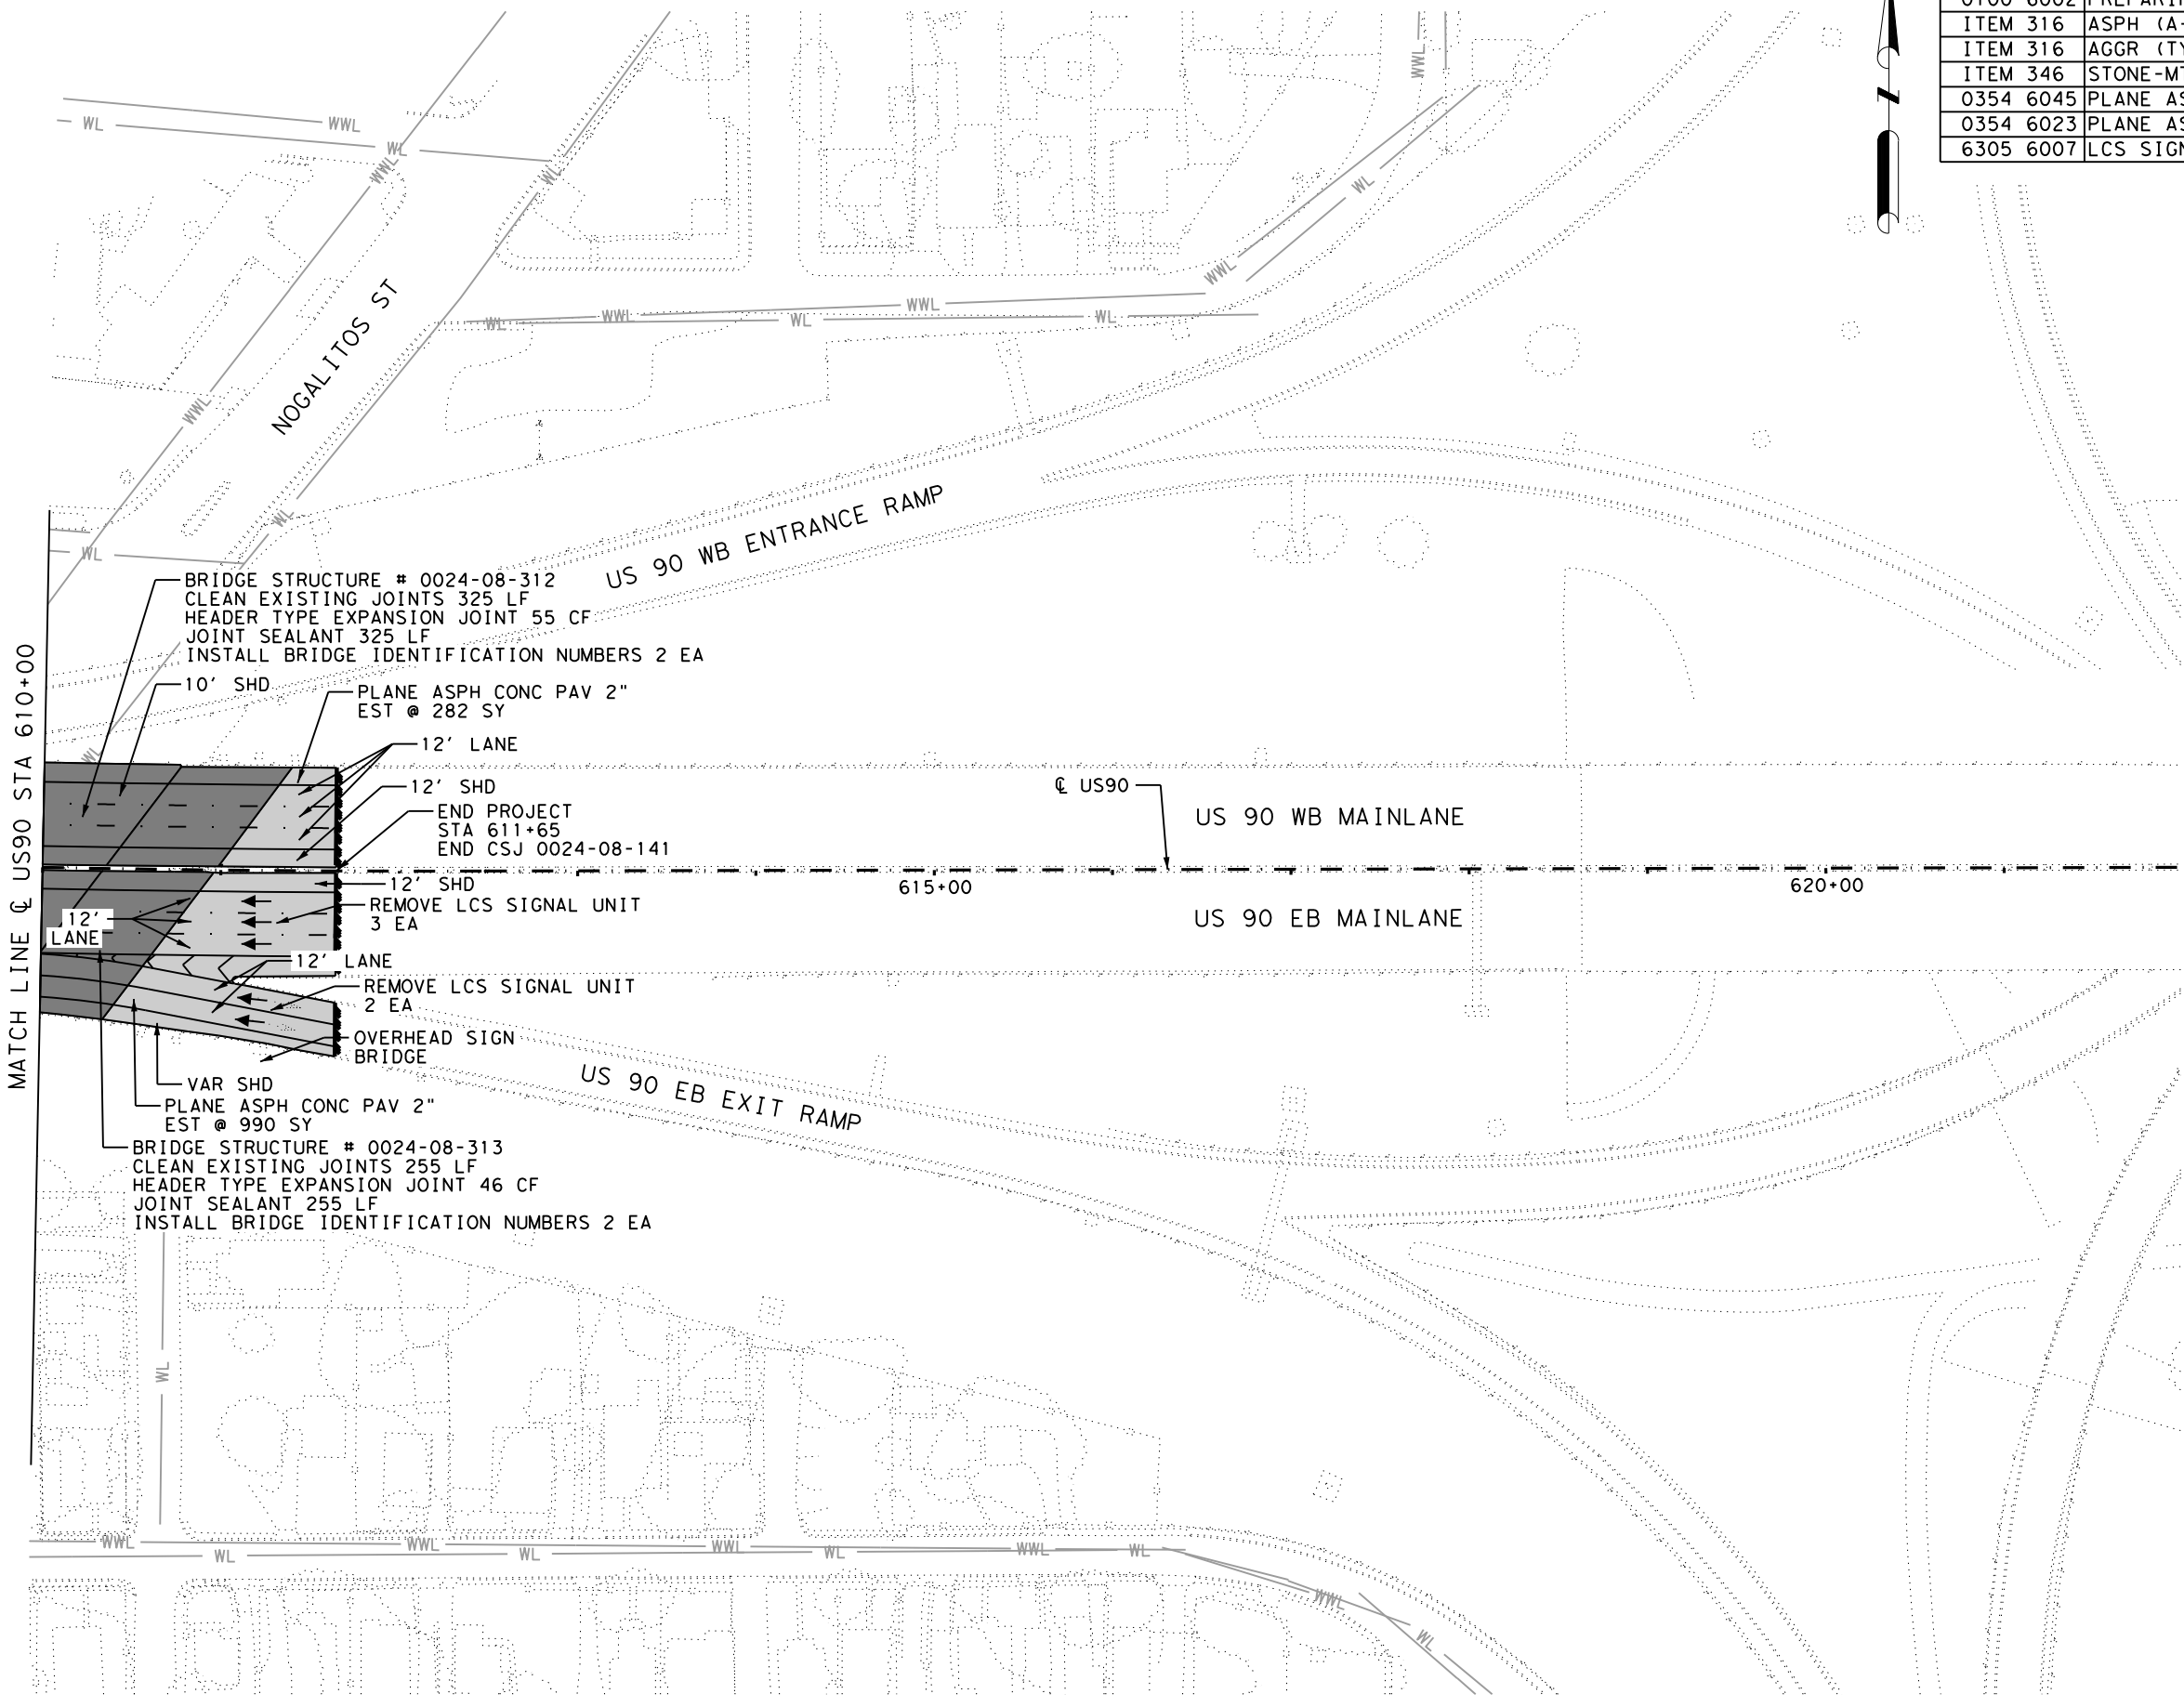 ITEM 316 ASPH (A-
ITEM 316 AGGR (TY
ITEM 346 STONE-MT
0354 6045 PLANE AS
0354 6023 PLANE AS
6305 6007 LCS SIGN
WWL
WL
WWL
WL
WWL
WL
WL
WWL
WWL
WL
WWL
WL
WWL
WL
WL
NOGALITOS ST
WWL
WL
WL
US 90 WB ENTRANCE RAMP
BRIDGE STRUCTURE # 0024-08-312
CLEAN EXISTING JOINTS 325 LF
HEADER TYPE EXPANSION JOINT 55 CF
JOINT SEALANT 325 LF
INSTALL BRIDGE IDENTIFICATION NUMBERS 2 EA
10' SHD
PLANE ASPH CONC PAV 2"
EST @ 282 SY
WL
12' LANE
12' SHD
END PROJECT
STA 611+65
END CSJ 0024-08-141
MATCH LINE ℄ US90 STA 610+00
℄ US90
US 90 WB MAINLANE
12' SHD
615+00
620+00
REMOVE LCS SIGNAL UNIT
3 EA
12'
LANE
US 90 EB MAINLANE
12' LANE
REMOVE LCS SIGNAL UNIT
2 EA
OVERHEAD SIGN
BRIDGE
US 90 EB EXIT RAMP
VAR SHD
PLANE ASPH CONC PAV 2"
EST @ 990 SY
BRIDGE STRUCTURE # 0024-08-313
CLEAN EXISTING JOINTS 255 LF
HEADER TYPE EXPANSION JOINT 46 CF
JOINT SEALANT 255 LF
INSTALL BRIDGE IDENTIFICATION NUMBERS 2 EA
WL
WWL
WL
WWL
WL
WWL
WL
WWL
WL
WWL
WL